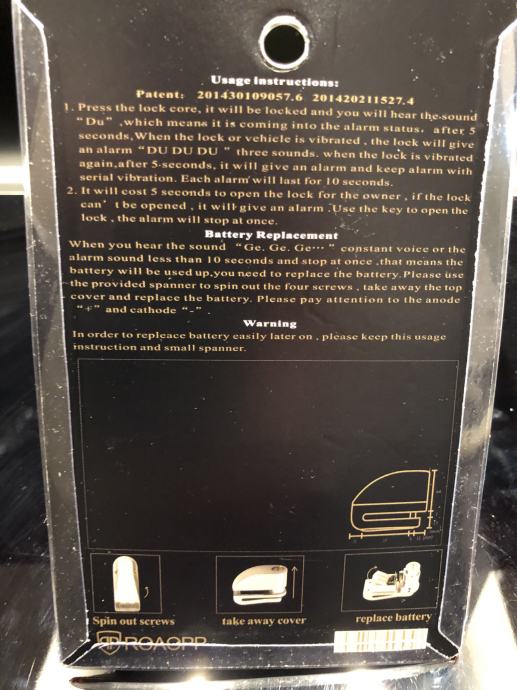 Usage instructions:
Patent: 201430109057.6 201420211527.4
1. Press the lock core, it will be locked and you will hear the sound
“Du” ,which means it is coming into the alarm status, after 5
seconds,When the lock or vehicle is vibrated , the lock will give
an alarm “DU DU DU ” three sounds. when the lock is vibrated
again,after 5-seconds, it will give an alarm and keep alarm with
serial vibration. Each alarm will last for 10 seconds.
2. It will cost 5 seconds to open the lock for the owner , if the lock
can’ t be opened , it will give an alarm .Use the key to open the
lock , the alarm will stop at once.
Battery Replacement
When you hear the sound “Ge. Ge. Ge…” constant voice or the
alarm sound less than 10 seconds and stop at once ,that means the
battery will be used up,you need to replace the battery.Please use
the provided spanner to spin out the four screws , take away the top
cover and replace the battery. Please pay attention to the anode
“+” and cathode “-” .
Warning
In order to repleace battery easily later on , please keep this usage
instruction and small spanner.
Spin out screws
take away cover
replace battery
ROAOPP